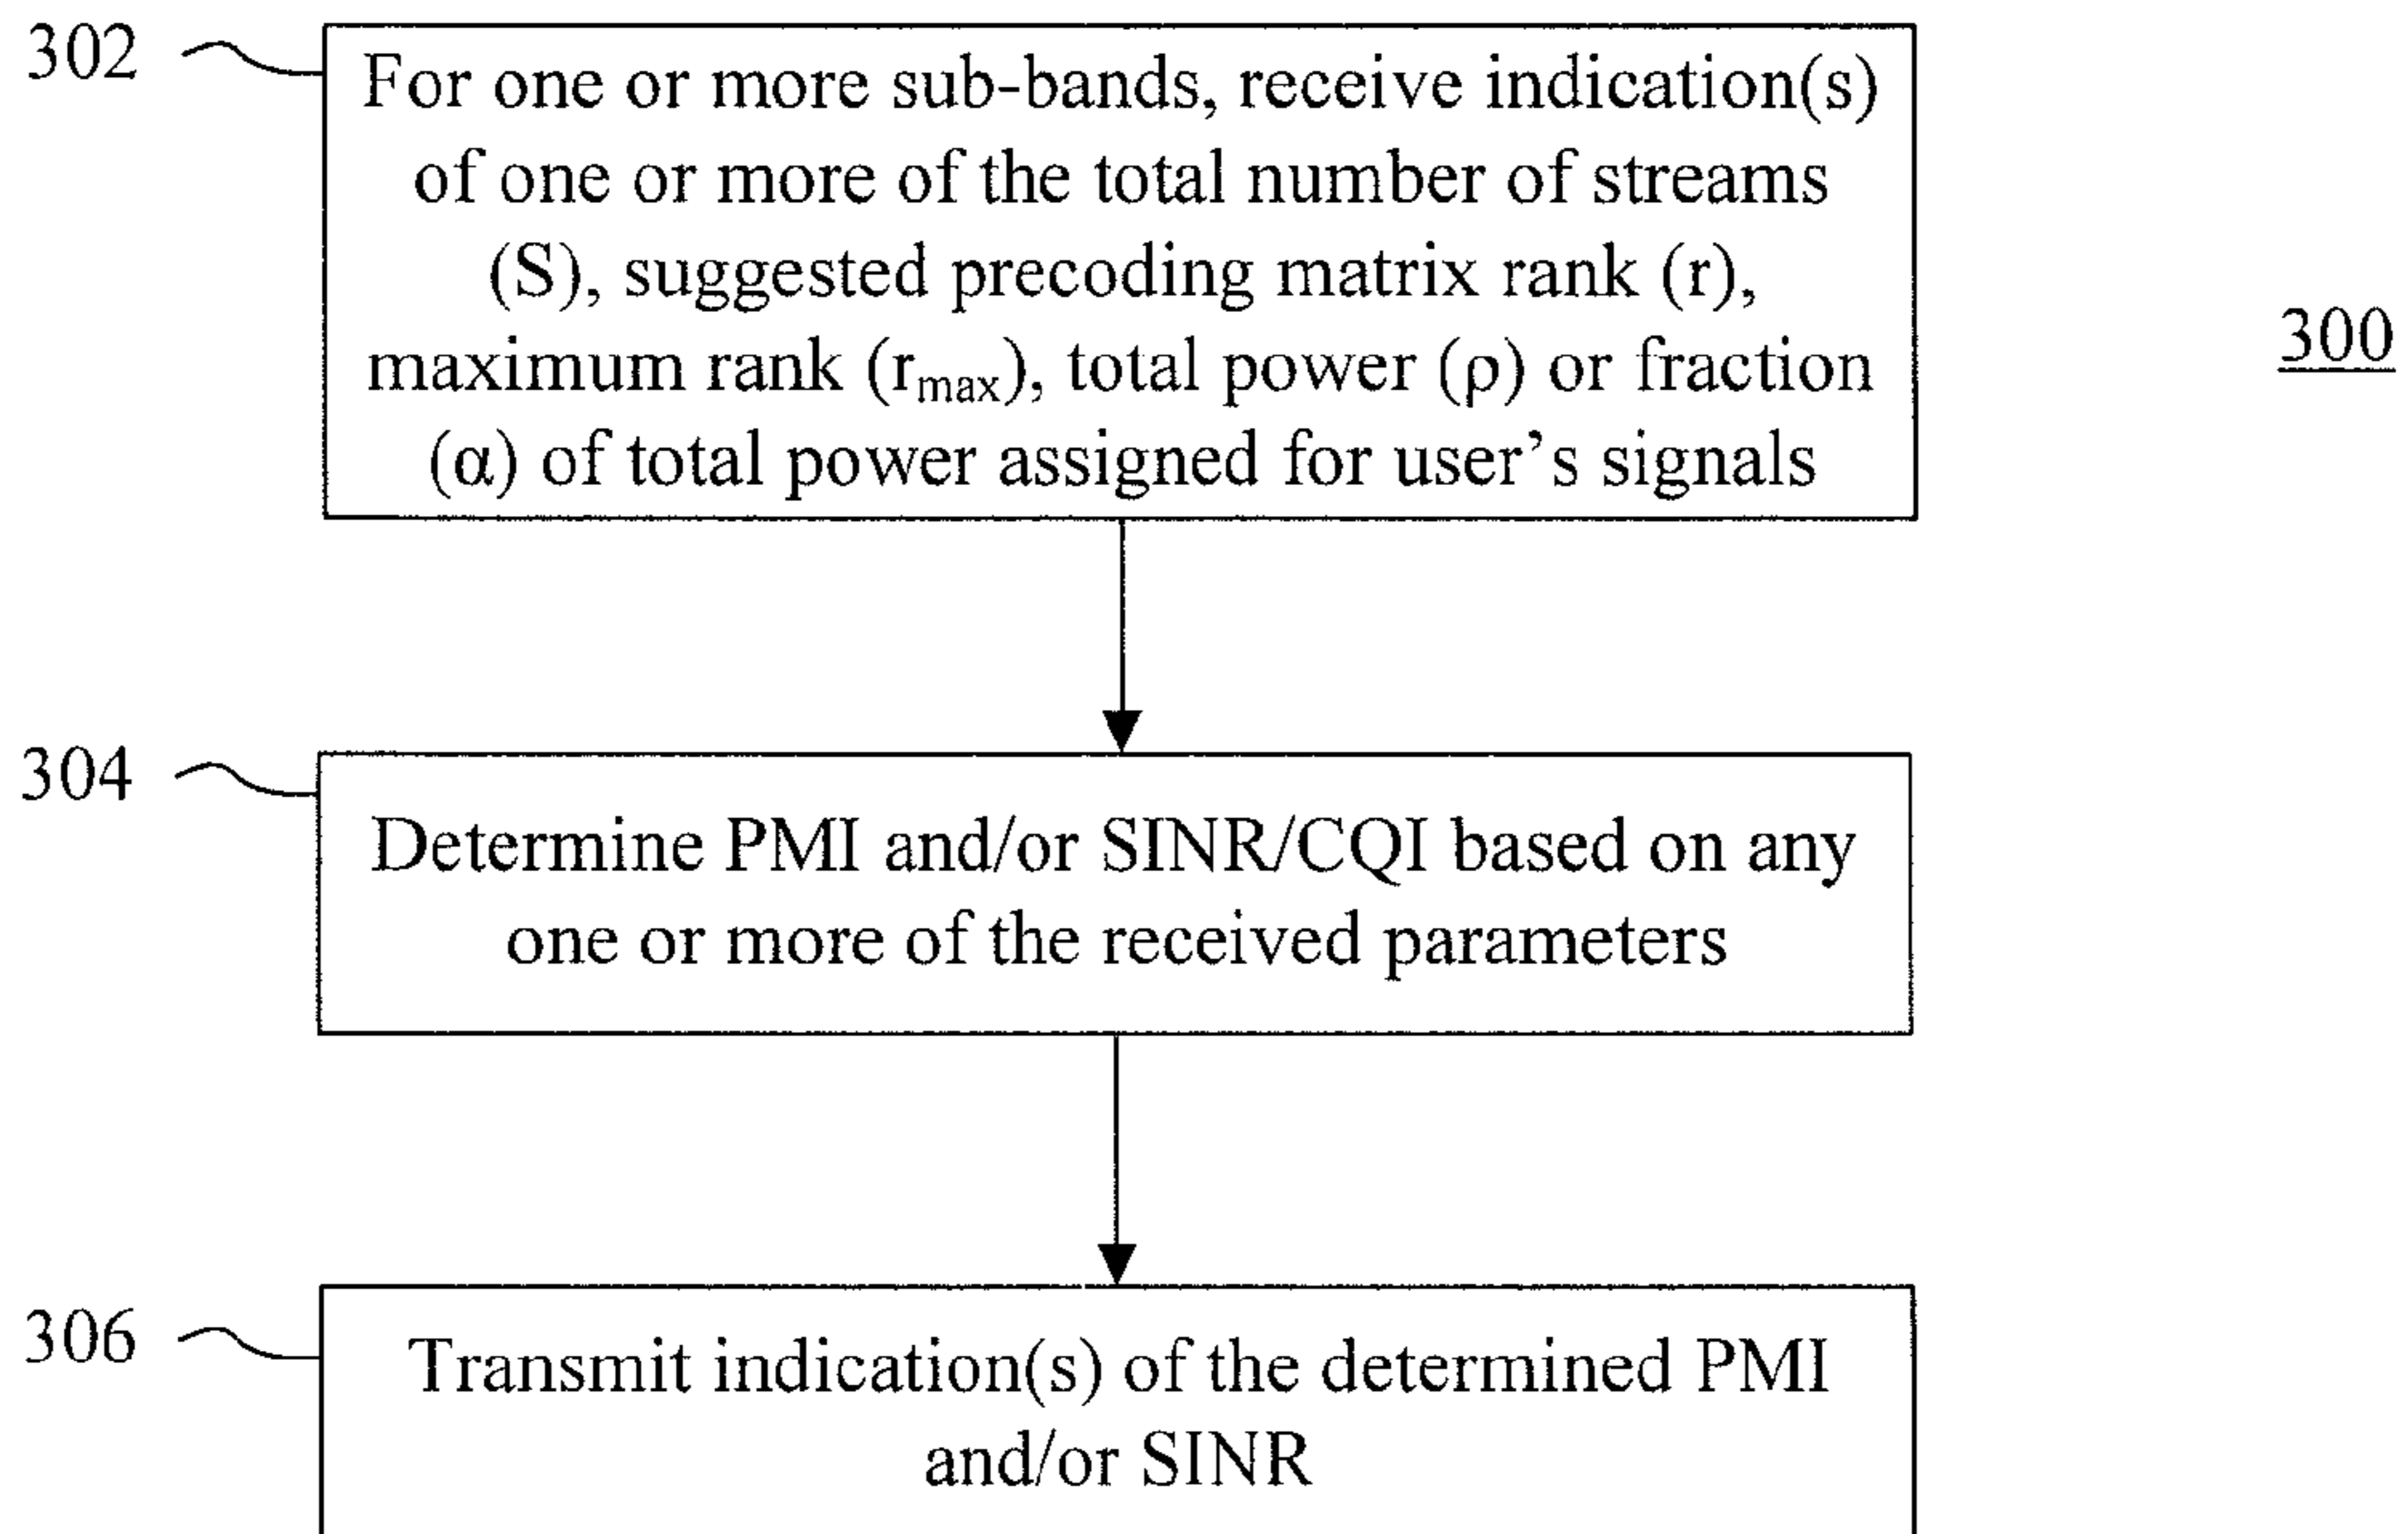 302
For one or more sub-bands, receive indication(s)
of one or more of the total number of streams
(S), suggested precoding matrix rank (r),
maximum rank (rmax), total power (ρ) or fraction
(α) of total power assigned for user’s signals
300
304
Determine PMI and/or SINR/CQI based on any
one or more of the received parameters
306
Transmit indication(s) of the determined PMI
and/or SINR